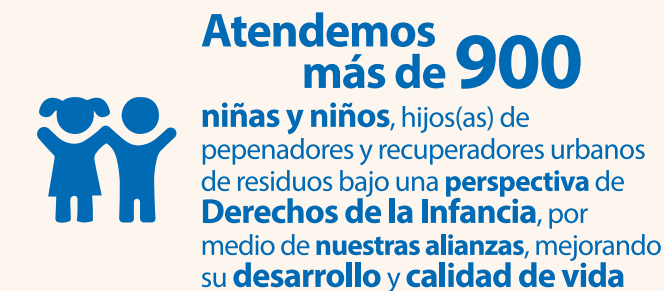 Atendemos
más de 900
niñas y niños, hijos(as) de
pepenadores y recuperadores urbanos
de residuos bajo una perspectiva de
Derechos de la Infancia, por
medio de nuestras alianzas, mejorando
su desarrollo y calidad de vida